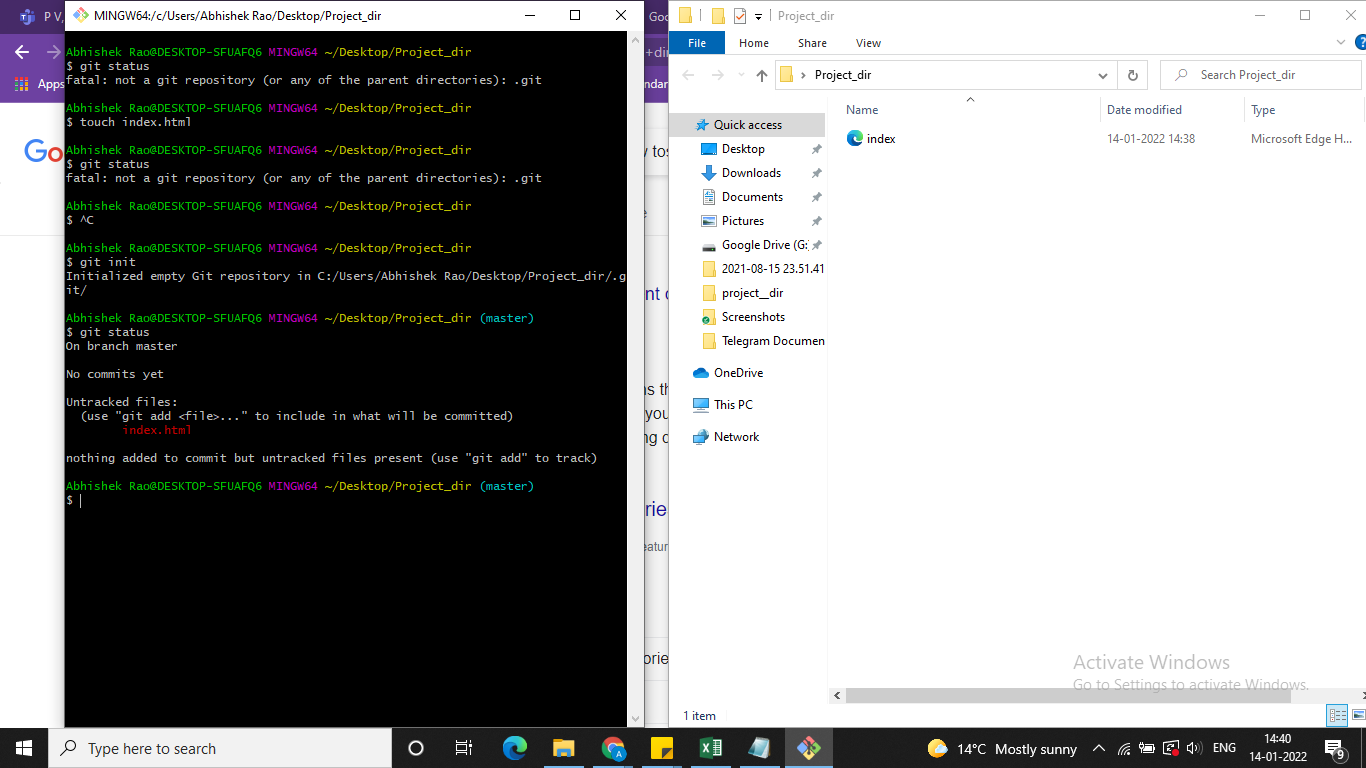 P V,
MINGW64:/c/Users/Abhishek Rao/Desktop/Project_dir
Goo
Apps
+dir
ndar
Go
Abhishek Rao@DESKTOP-SFUAFQ6 MINGW64 ~/Desktop/Project_dir
$ git status
fatal: not a git repository (or any of the parent directories): .git
Abhishek Rao@DESKTOP-SFUAFQ6 MINGW64 ~/Desktop/Project_dir
$ touch index.html
Abhishek Rao@DESKTOP-SFUAFQ6 MINGW64 ~/Desktop/Project_dir
$ git status
fatal: not a git repository (or any of the parent directories): .git
Abhishek Rao@DESKTOP-SFUAFQ6 MINGW64 ~/Desktop/Project_dir
$ ^C
Abhishek Rao@DESKTOP-SFUAFQ6 MINGW64 ~/Desktop/Project_dir
$ git init
Initialized empty Git repository in C:/Users/Abhishek Rao/Desktop/Project_dir/.g
it/
Abhishek Rao@DESKTOP-SFUAFQ6 MINGW64 ~/Desktop/Project_dir (master)
$ git status
On branch master
No commits yet
Untracked files:
(use "git add <file>..." to include in what will be committed)
index.html
nothing added to commit but untracked files present (use "git add" to track)
Abhishek Rao@DESKTOP-SFUAFQ6 MINGW64 ~/Desktop/Project_dir (master)
$
Project_dir
File Home Share View
Project_dir
Search Project_dir
Name Date modified Type
index 14-01-2022 14:38 Microsoft Edge H...
Quick access
Desktop
Downloads
Documents
Pictures
Google Drive (G:
2021-08-15 23.51.41
project__dir
Screenshots
Telegram Documen
OneDrive
This PC
Network
Activate Windows
Go to Settings to activate Windows.
1 item
Type here to search
14°C Mostly sunny
ENG
14:40
14-01-2022
9